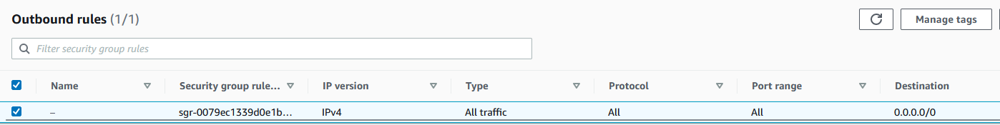 Outbound rules (1/1)
Manage tags
Filter security group rules
Name Security group rule... IP version Type Protocol Port range Destination
– sgr-0079ec1339d0e1b... IPv4 All traffic All All 0.0.0.0/0